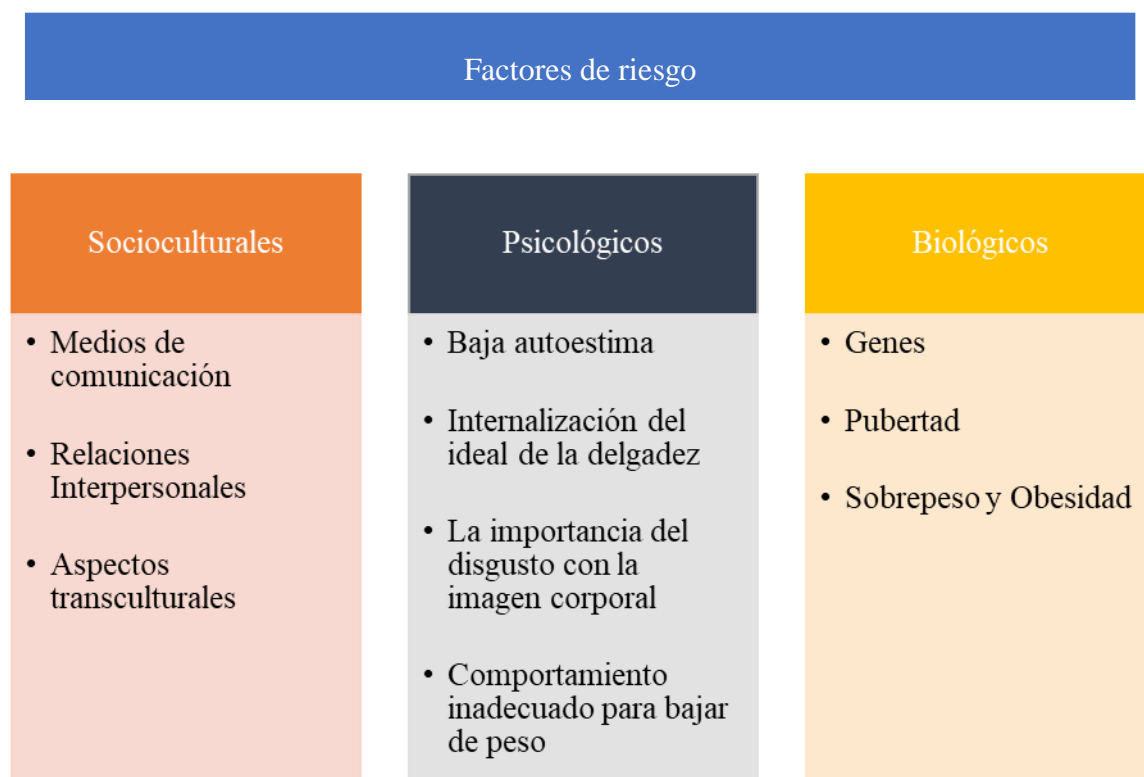 Factores de riesgo
Socioculturales
• Medios de
comunicación
• Relaciones
Interpersonales
• Aspectos
transculturales
Psicológicos
• Baja autoestima
• Internalización del
ideal de la delgadez
• La importancia del
disgusto con la
imagen corporal
• Comportamiento
inadecuado para bajar
de peso
Biológicos
• Genes
• Pubertad
• Sobrepeso y Obesidad